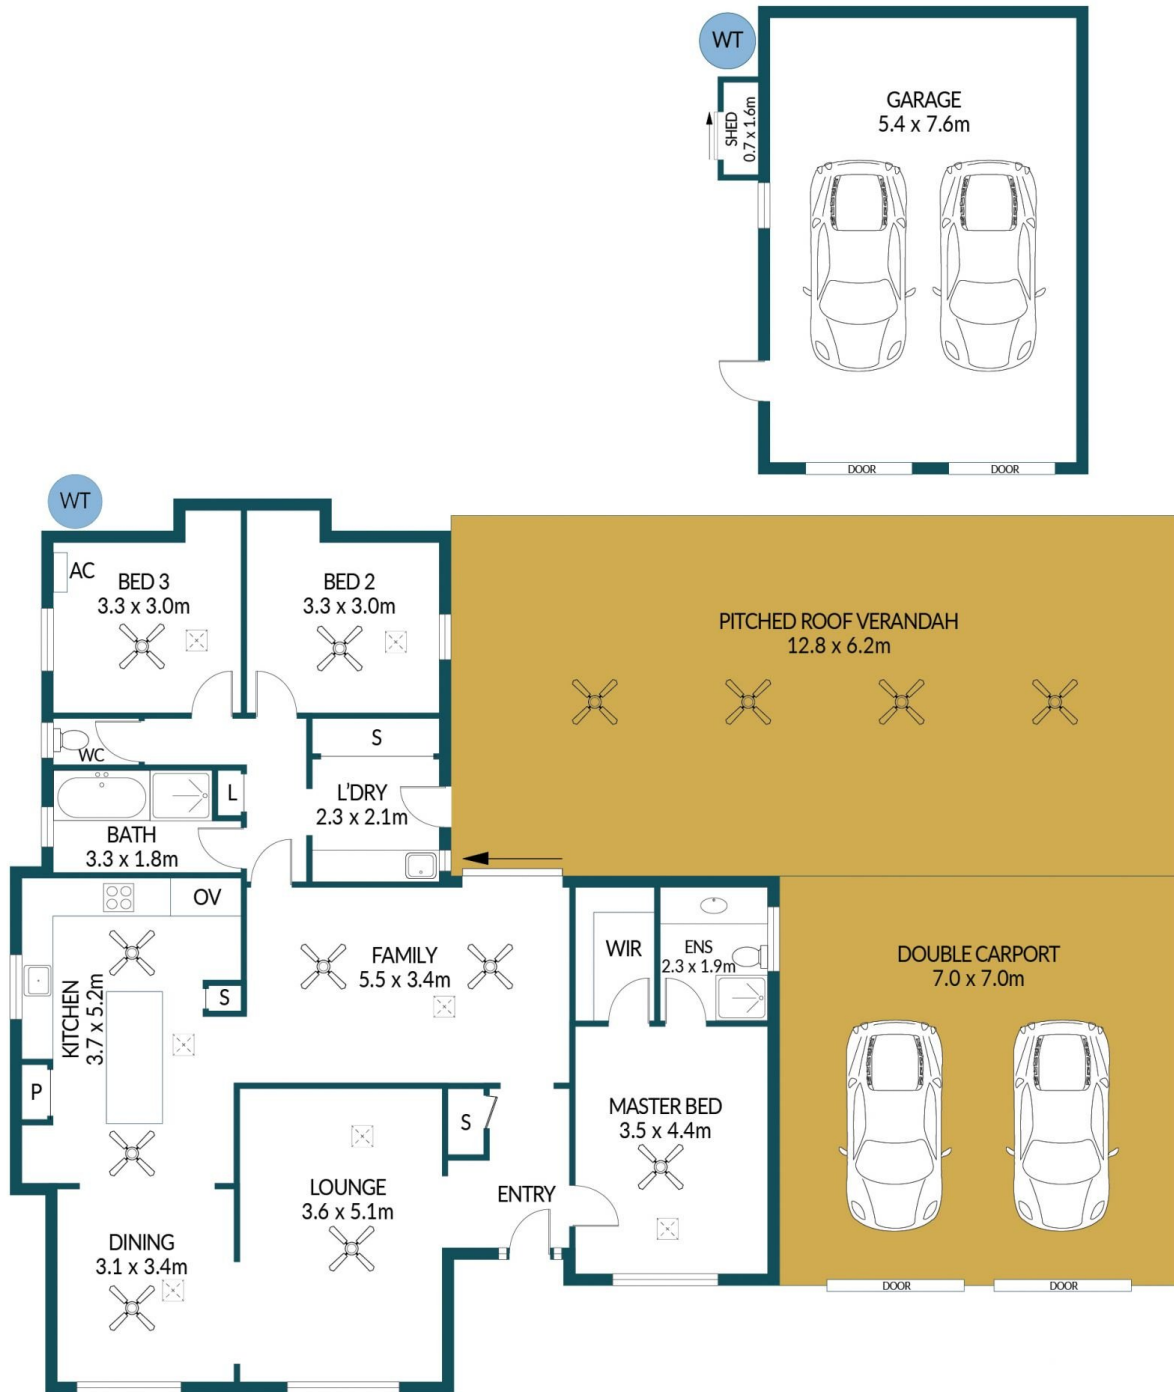 WT
GARAGE
5.4 x 7.6m
SHED
0.7 x 1.6m
DOOR
DOOR
WT
AC
BED 3
3.3 x 3.0m
BED 2
3.3 x 3.0m
PITCHED ROOF VERANDAH
12.8 x 6.2m
WC
S
L
L'DRY
2.3 x 2.1m
BATH
3.3 x 1.8m
OV
KITCHEN
3.7 x 5.2m
S
P
FAMILY
5.5 x 3.4m
WIR
ENS
2.3 x 1.9m
DOUBLE CARPORT
7.0 x 7.0m
S
MASTER BED
3.5 x 4.4m
LOUNGE
3.6 x 5.1m
ENTRY
DINING
3.1 x 3.4m
DOOR
DOOR